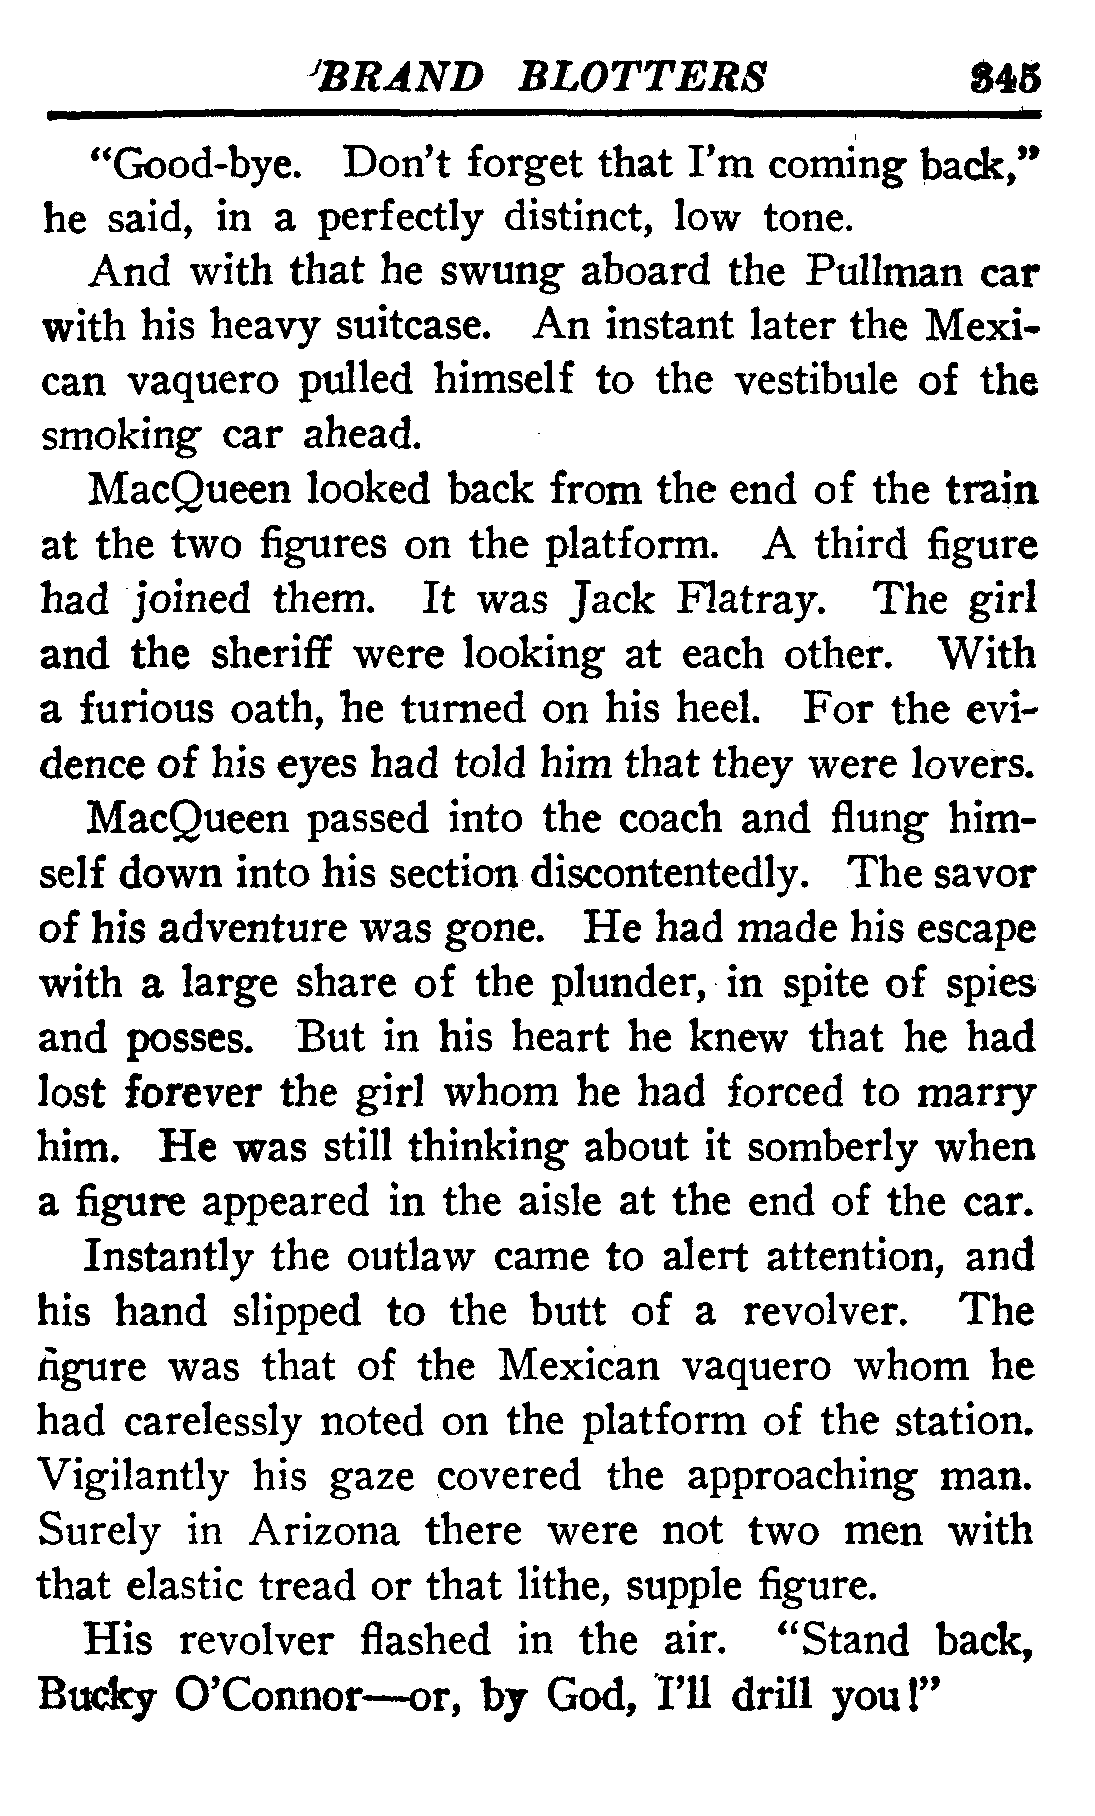 BRAND BLOTTERS 345
“Good-bye. Don’t forget that I’m coming back,”
he said, in a perfectly distinct, low tone.
And with that he swung aboard the Pullman car
with his heavy suitcase. An instant later the Mexi-
can vaquero pulled himself to the vestibule of the
smoking car ahead.
MacQueen looked back from the end of the train
at the two figures on the platform. A third figure
had joined them. It was Jack Flatray. The girl
and the sheriff were looking at each other. With
a furious oath, he turned on his heel. For the evi-
dence of his eyes had told him that they were lovers.
MacQueen passed into the coach and flung him-
self down into his section discontentedly. The savor
of his adventure was gone. He had made his escape
with a large share of the plunder, in spite of spies
and posses. But in his heart he knew that he had
lost forever the girl whom he had forced to marry
him. He was still thinking about it somberly when
a figure appeared in the aisle at the end of the car.
Instantly the outlaw came to alert attention, and
his hand slipped to the butt of a revolver. The
figure was that of the Mexican vaquero whom he
had carelessly noted on the platform of the station.
Vigilantly his gaze covered the approaching man.
Surely in Arizona there were not two men with
that elastic tread or that lithe, supple figure.
His revolver flashed in the air. “Stand back,
Bucky O’Connor—or, by God, I’ll drill you!”